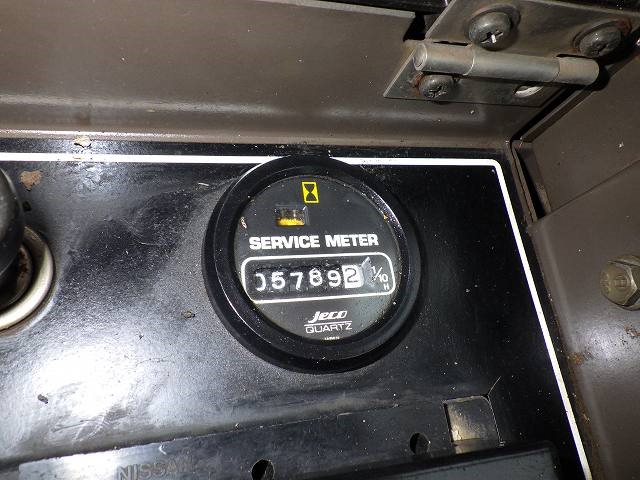 SERVICE METER
057892 1/10
H
Jeco
QUARTZ
NISSAN